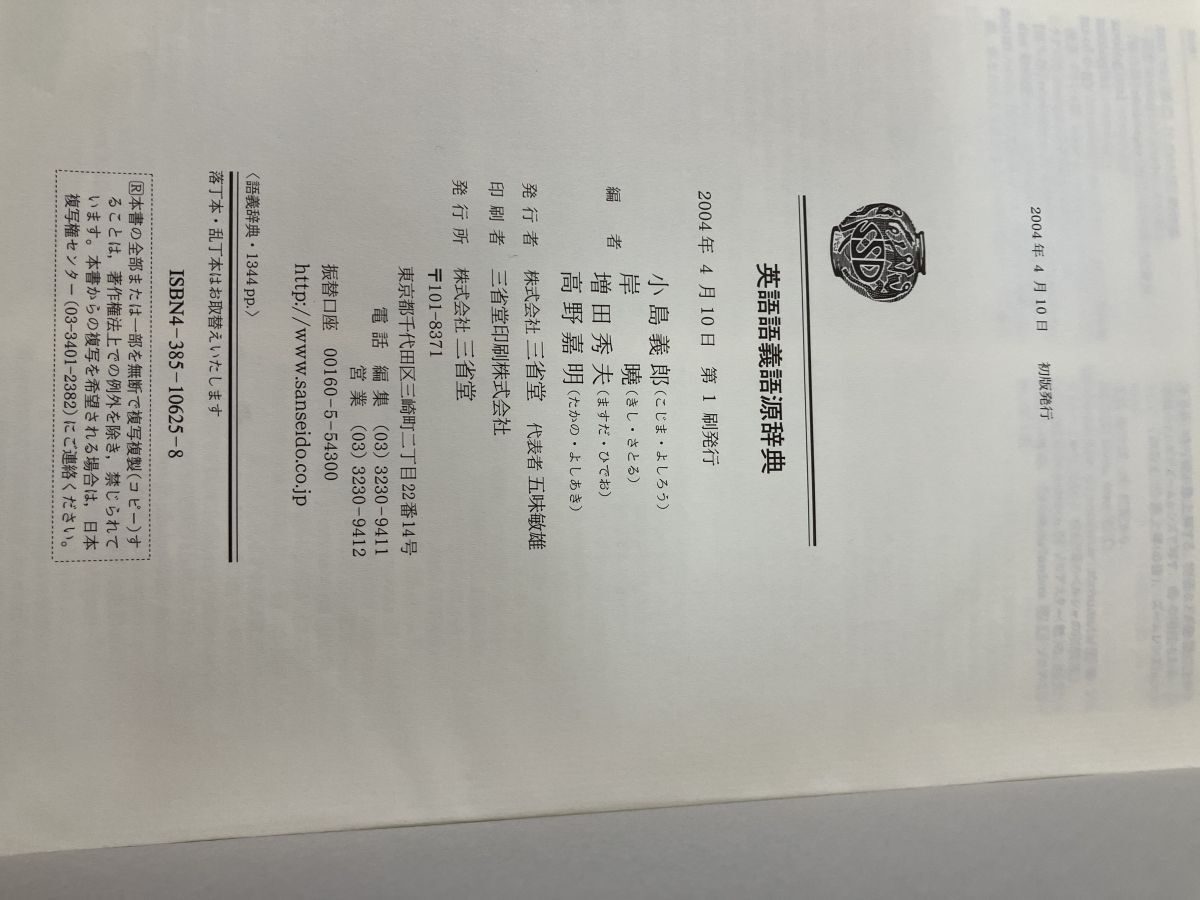 2004年 4 月10日　初版発行
SSD
英語語義語源辞典
2004年 4 月10日　第 1 刷発行
編　者　小島義郎(こじま・よしろう)
岸　　暁(きし・さとる)
増田秀夫(ますだ・ひでお)
高野嘉明(たかの・よしあき)
発行者　株式会社 三省堂　代表者 五味敏雄
印刷者　三省堂印刷株式会社
発行所　株式会社 三省堂
〒101-8371
東京都千代田区三崎町二丁目22番14号
電話　編集　(03) 3230-9411
営業　(03) 3230-9412
振替口座　00160-5-54300
http://www.sanseido.co.jp
〈語義辞典・1344 pp.〉
落丁本・乱丁本はお取替えいたします
ISBN4-385-10625-8
Ⓡ本書の全部または一部を無断で複写複製(コピー)す
ることは，著作権法上での例外を除き，禁じられて
います。本書からの複写を希望される場合は，日本
複写権センター(03-3401-2382)にご連絡ください。